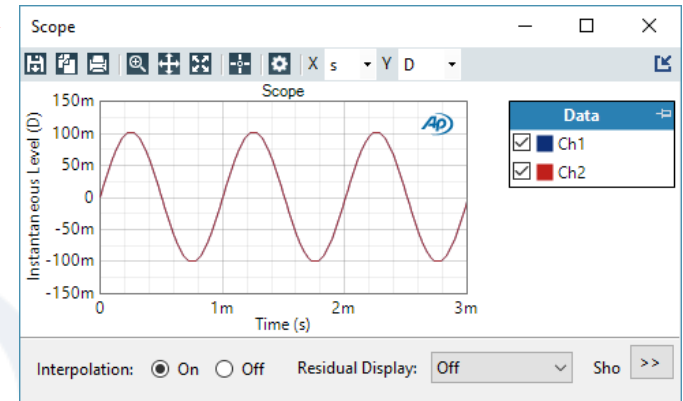 Scope
X s Y D
Scope
Instantaneous Level (D)
150m
100m
50m
0
-50m
-100m
-150m
AP
0 1m 2m 3m
Time (s)
Data
Ch1
Ch2
Interpolation: On Off Residual Display: Off Sho >>